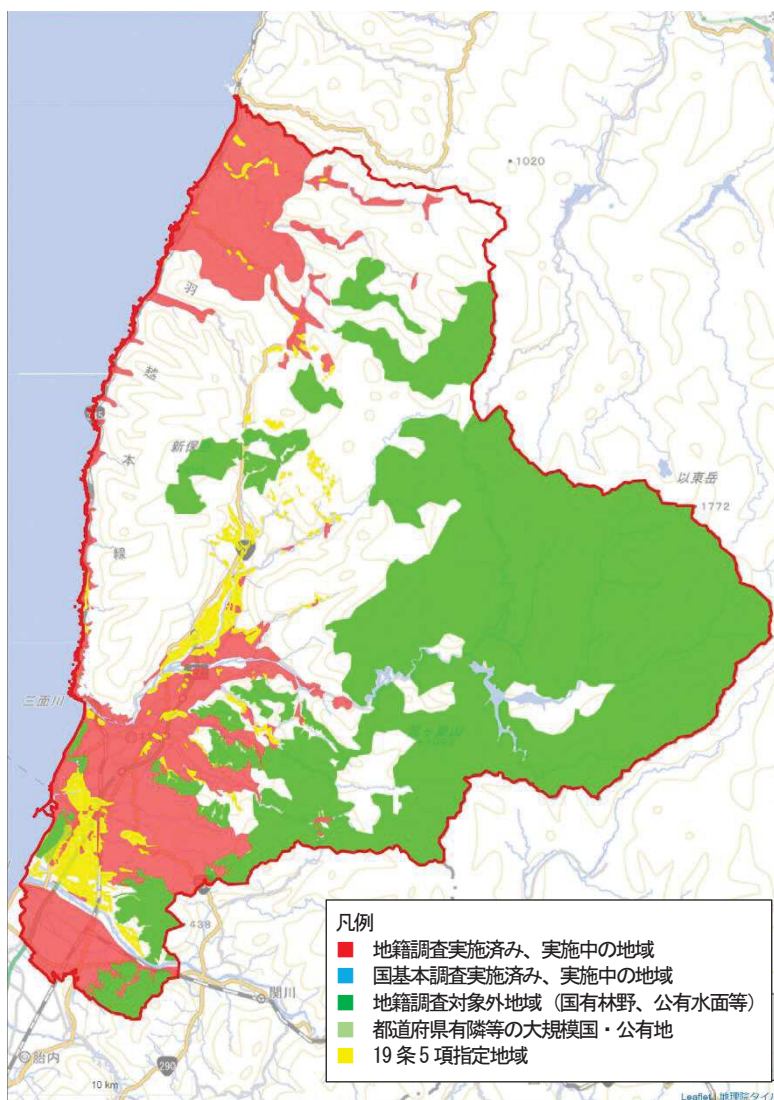 ・1020
羽
越
本
線
新保岳
以東岳
・1772
三面川
・438
関川
胎内
290
10 km
凡例
地籍調査実施済み、実施中の地域
国基本調査実施済み、実施中の地域
地籍調査対象外地域（国有林野、公有水面等）
都道府県有隣等の大規模国・公有地
19条5項指定地域
Leaflet | 地理院タイル